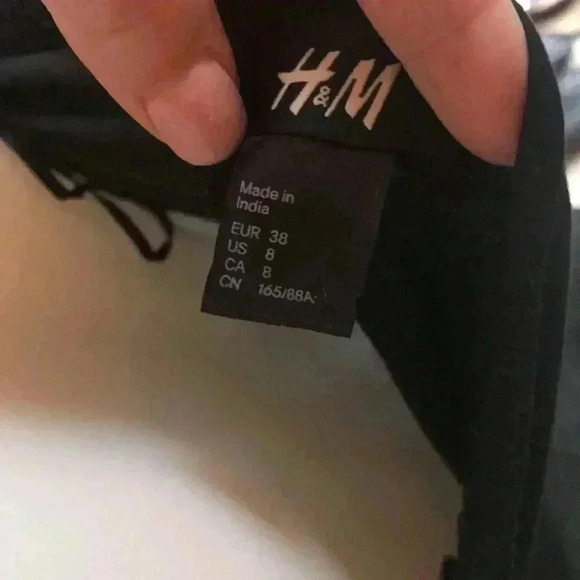 H&M
Made in
India
EUR 38
US 8
CA 8
CN 165/88A